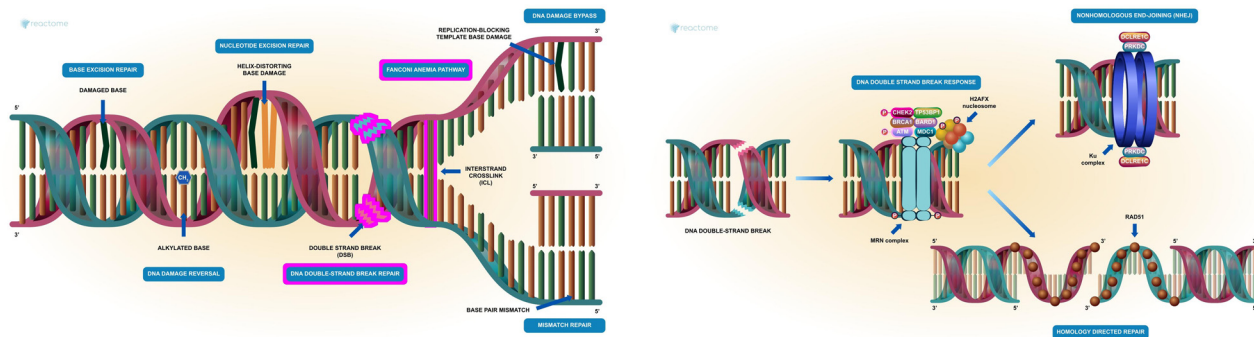 reactome
DNA DAMAGE BYPASS
REPLICATION-BLOCKING
TEMPLATE BASE DAMAGE
3'
NUCLEOTIDE EXCISION REPAIR
HELIX-DISTORTING
BASE DAMAGE
BASE EXCISION REPAIR
DAMAGED BASE
FANCONI ANEMIA PATHWAY
5'
3'
5'
CH3
INTERSTRAND
CROSSLINK
(ICL)
5'
3'
3'
ALKYLATED BASE
DOUBLE STRAND BREAK
(DSB)
DNA DAMAGE REVERSAL
DNA DOUBLE-STRAND BREAK REPAIR
BASE PAIR MISMATCH
5'
MISMATCH REPAIR
reactome
NONHOMOLOGOUS END-JOINING (NHEJ)
DCLRE1C
PRKDC
DNA DOUBLE STRAND BREAK RESPONSE
H2AFX
nucleosome
P
CHEK2
TP53BP1
BRCA1
BARD1
P
P
P
ATM
MDC1
Ku
complex
PRKDC
DCLRE1C
DNA DOUBLE-STRAND BREAK
P
P
MRN complex
RAD51
5'
3'
5'
3'
3'
3'
5'
HOMOLOGY DIRECTED REPAIR